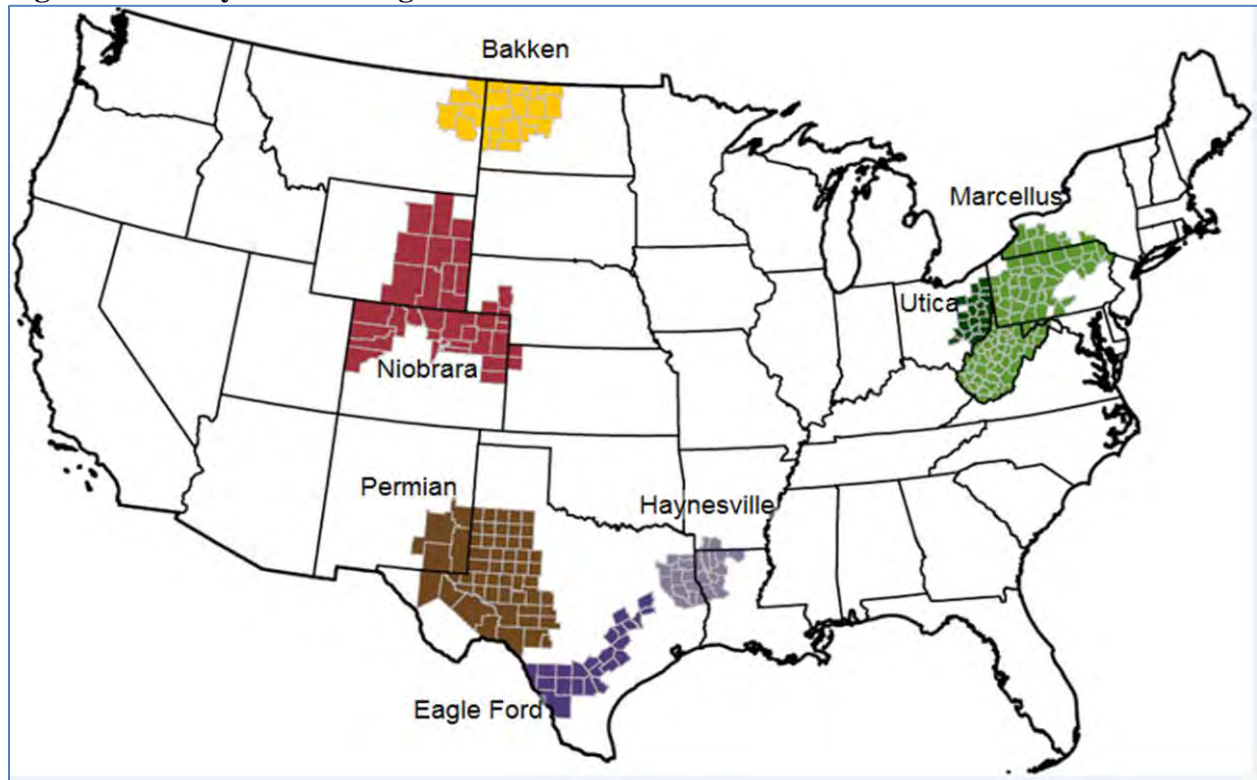 Bakken
Marcellus
Utica
Niobrara
Permian
Haynesville
Eagle Ford